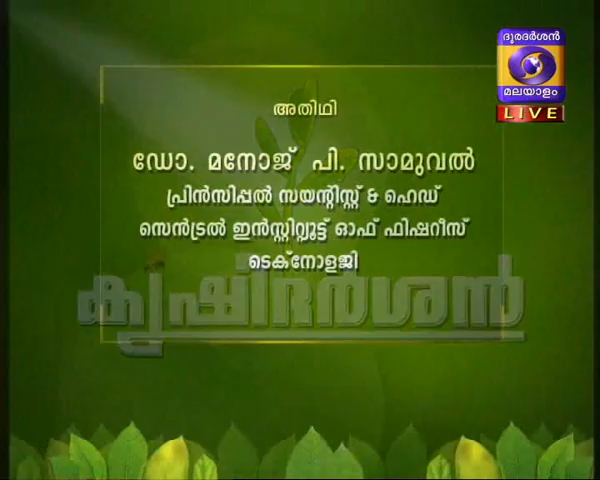 ദൂരദർശൻ
മലയാളം
LIVE
അതിഥി
ഡോ. മനോജ് പി. സാമുവൽ
പ്രിൻസിപ്പൽ സയന്റിസ്റ്റ് & ഹെഡ്
സെൻട്രൽ ഇൻസ്റ്റിറ്റ്യൂട്ട് ഓഫ് ഫിഷറീസ്
ടെക്നോളജി
കൃഷിദർശൻ